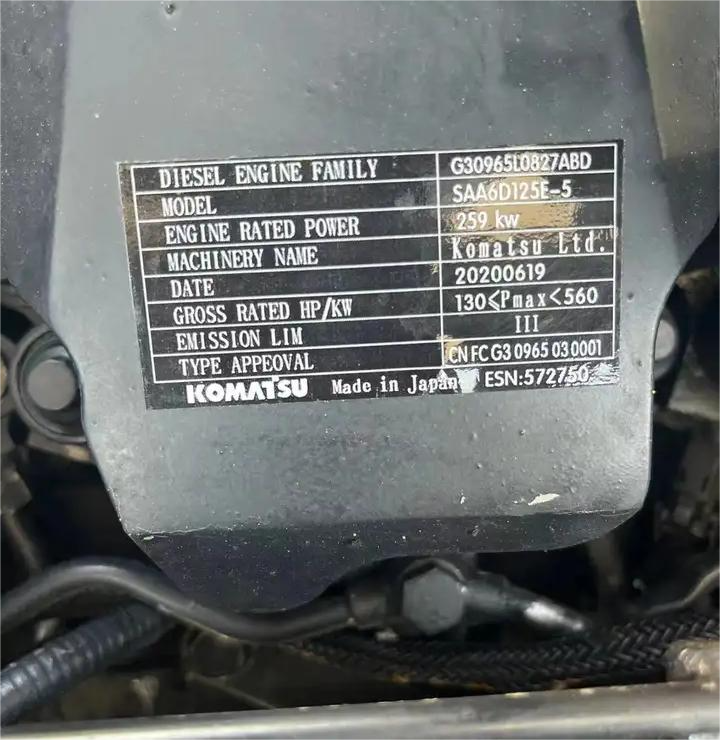 DIESEL ENGINE FAMILY G30965L0827ABD
MODEL SAA6D125E-5
ENGINE RATED POWER 259 kw
MACHINERY NAME Komatsu Ltd.
DATE 20200619
GROSS RATED HP/KW 130≤Pmax<560
EMISSION LIM III
TYPE APPEOVAL CN FC G3 0965 030001
KOMATSU Made in Japan ESN:572750